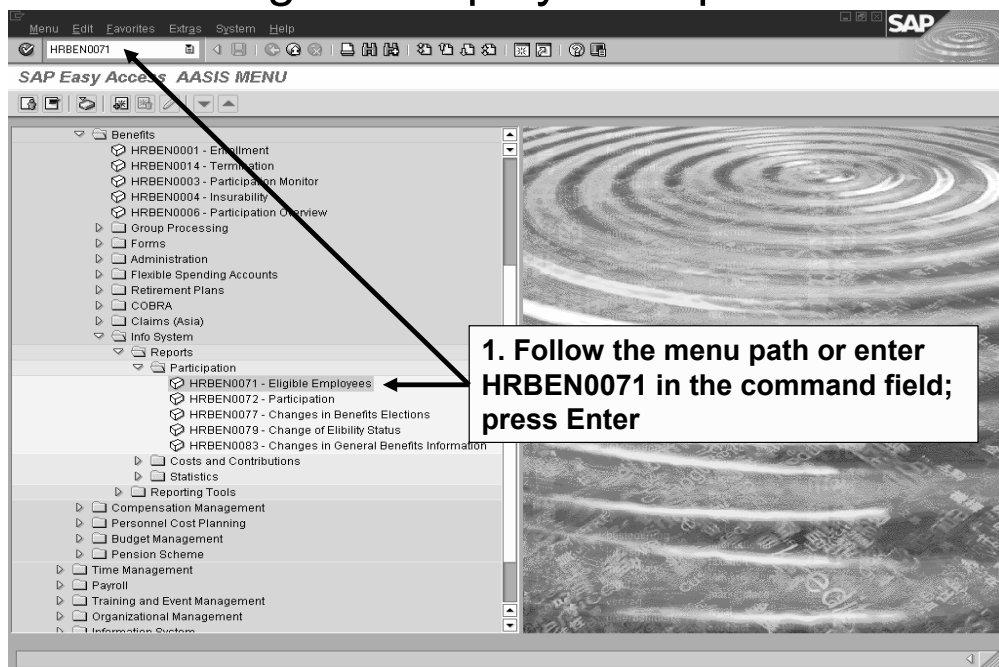 Menu Edit Favorites Extras System Help
SAP
HRBEN0071
SAP Easy Access AASIS MENU
Benefits
HRBEN0001 - Enrollment
HRBEN0014 - Termination
HRBEN0003 - Participation Monitor
HRBEN0004 - Insurability
HRBEN0006 - Participation Overview
Group Processing
Forms
Administration
Flexible Spending Accounts
Retirement Plans
COBRA
Claims (Asia)
Info System
Reports
Participation
HRBEN0071 - Eligible Employees
HRBEN0072 - Participation
HRBEN0077 - Changes in Benefits Elections
HRBEN0079 - Change of Elibility Status
HRBEN0083 - Changes in General Benefits Information
Costs and Contributions
Statistics
Reporting Tools
Compensation Management
Personnel Cost Planning
Budget Management
Pension Scheme
Time Management
Payroll
Training and Event Management
Organizational Management
Information System
1. Follow the menu path or enter
HRBEN0071 in the command field;
press Enter